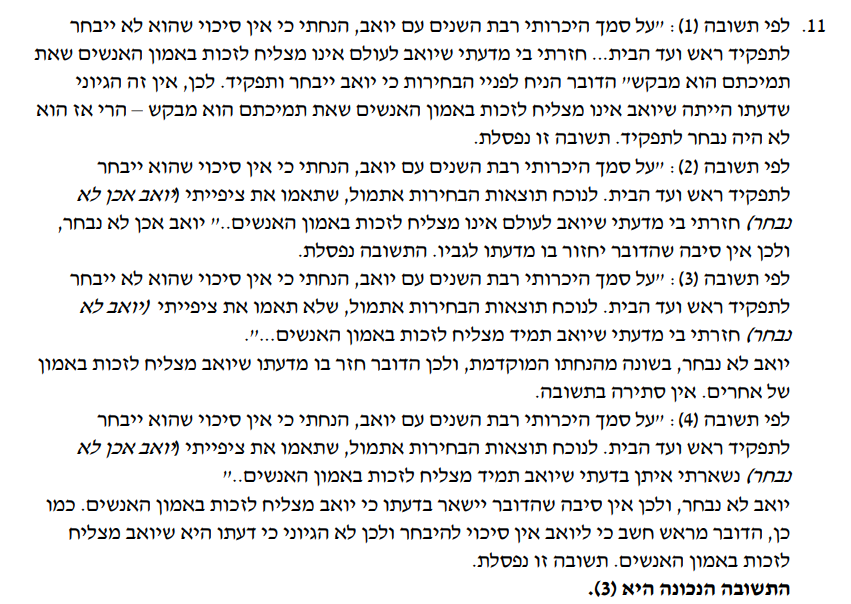 11. לפי תשובה (1): "על סמך היכרותי רבת השנים עם יואב, הנחתי כי אין סיכוי שהוא לא ייבחר
לתפקיד ראש ועד הבית... חזרתי בי מדעתי שיואב לעולם אינו מצליח לזכות באמון האנשים שאת
תמיכתם הוא מבקש" הדובר הניח לפניי הבחירות כי יואב ייבחר ותפקיד. לכן, אין זה הגיוני
שדעתו הייתה שיואב אינו מצליח לזכות באמון האנשים שאת תמיכתם הוא מבקש – הרי אז הוא
לא היה נבחר לתפקיד. תשובה זו נפסלת.
לפי תשובה (2): "על סמך היכרותי רבת השנים עם יואב, הנחתי כי אין סיכוי שהוא ייבחר
לתפקיד ראש ועד הבית. לנוכח תוצאות הבחירות אתמול, שתאמו את ציפייתי (יואב אכן לא
נבחר) חזרתי בי מדעתי שיואב לעולם אינו מצליח לזכות באמון האנשים.." יואב אכן לא נבחר,
ולכן אין סיבה שהדובר יחזור בו מדעתו לגביו. התשובה נפסלת.
לפי תשובה (3): "על סמך היכרותי רבת השנים עם יואב, הנחתי כי אין סיכוי שהוא לא ייבחר
לתפקיד ראש ועד הבית. לנוכח תוצאות הבחירות אתמול, שלא תאמו את ציפייתי (יואב לא
נבחר) חזרתי בי מדעתי שיואב תמיד מצליח לזכות באמון האנשים...".
יואב לא נבחר, בשונה מהנחתו המוקדמת, ולכן הדובר חזר בו מדעתו שיואב מצליח לזכות באמון
של אחרים. אין סתירה בתשובה.
לפי תשובה (4): "על סמך היכרותי רבת השנים עם יואב, הנחתי כי אין סיכוי שהוא ייבחר
לתפקיד ראש ועד הבית. לנוכח תוצאות הבחירות אתמול, שתאמו את ציפייתי (יואב אכן לא
נבחר) נשארתי איתן בדעתי שיואב תמיד מצליח לזכות באמון האנשים.."
יואב לא נבחר, ולכן אין סיבה שהדובר יישאר בדעתו כי יואב מצליח לזכות באמון האנשים. כמו
כן, הדובר מראש חשב כי ליואב אין סיכוי להיבחר ולכן לא הגיוני כי דעתו היא שיואב מצליח
לזכות באמון האנשים. תשובה זו נפסלת.
התשובה הנכונה היא (3).